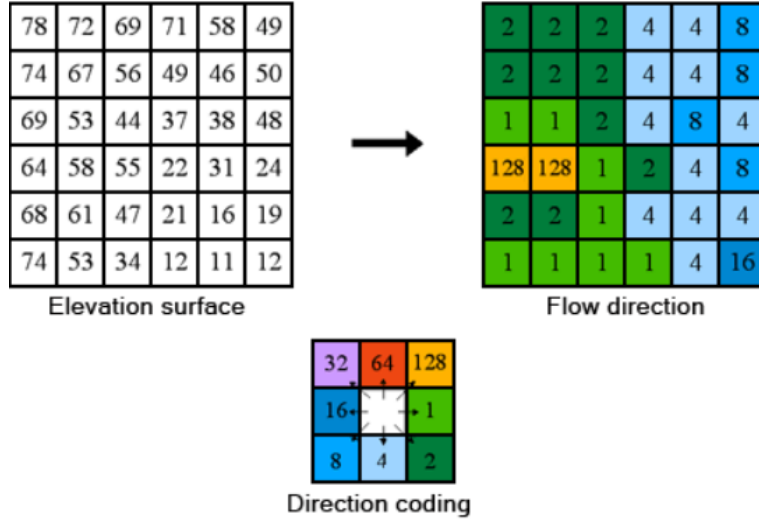 78 72 69 71 58 49 2 2 2 4 4 8
74 67 56 49 46 50 2 2 2 4 4 8
69 53 44 37 38 48 1 1 2 4 8 4
64 58 55 22 31 24 128 128 1 2 4 8
68 61 47 21 16 19 2 2 1 4 4 4
74 53 34 12 11 12 1 1 1 1 4 16
Elevation surface Flow direction
32 64 128
16 1
8 4 2
Direction coding